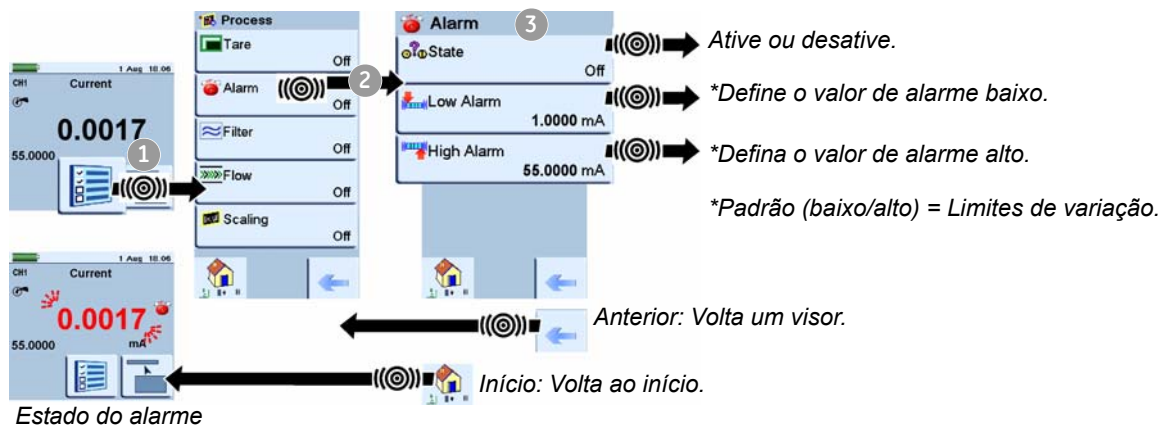 1 Aug 18.06
CH1 Current
0.0017
55.0000
1
Process
Tare
Off
Alarm
Off
Filter
Off
Flow
Off
Scaling
Off
2
Alarm
3
State
Off
Low Alarm
1.0000 mA
High Alarm
55.0000 mA
Ative ou desative.
*Define o valor de alarme baixo.
*Defina o valor de alarme alto.
*Padrão (baixo/alto) = Limites de variação.
1 Aug 18.06
CH1 Current
0.0017
55.0000 mA
Anterior: Volta um visor.
Início: Volta ao início.
Estado do alarme